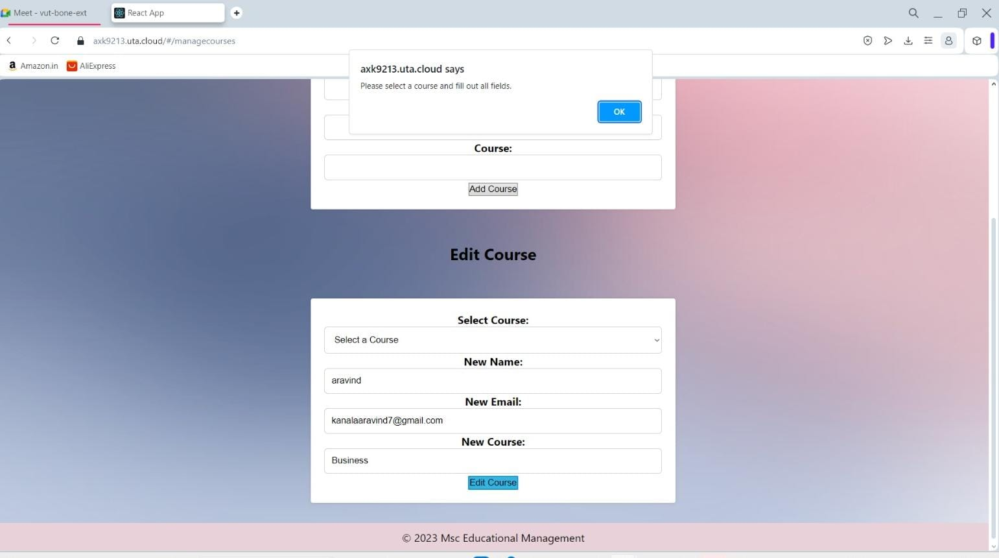 Meet - vut-bone-ext
React App
axk9213.uta.cloud/#/managecourses
Amazon.in
AliExpress
axk9213.uta.cloud says
Please select a course and fill out all fields.
OK
Course:
Add Course
Edit Course
Select Course:
Select a Course
New Name:
aravind
New Email:
kanalaaravind7@gmail.com
New Course:
Business
Edit Course
© 2023 Msc Educational Management